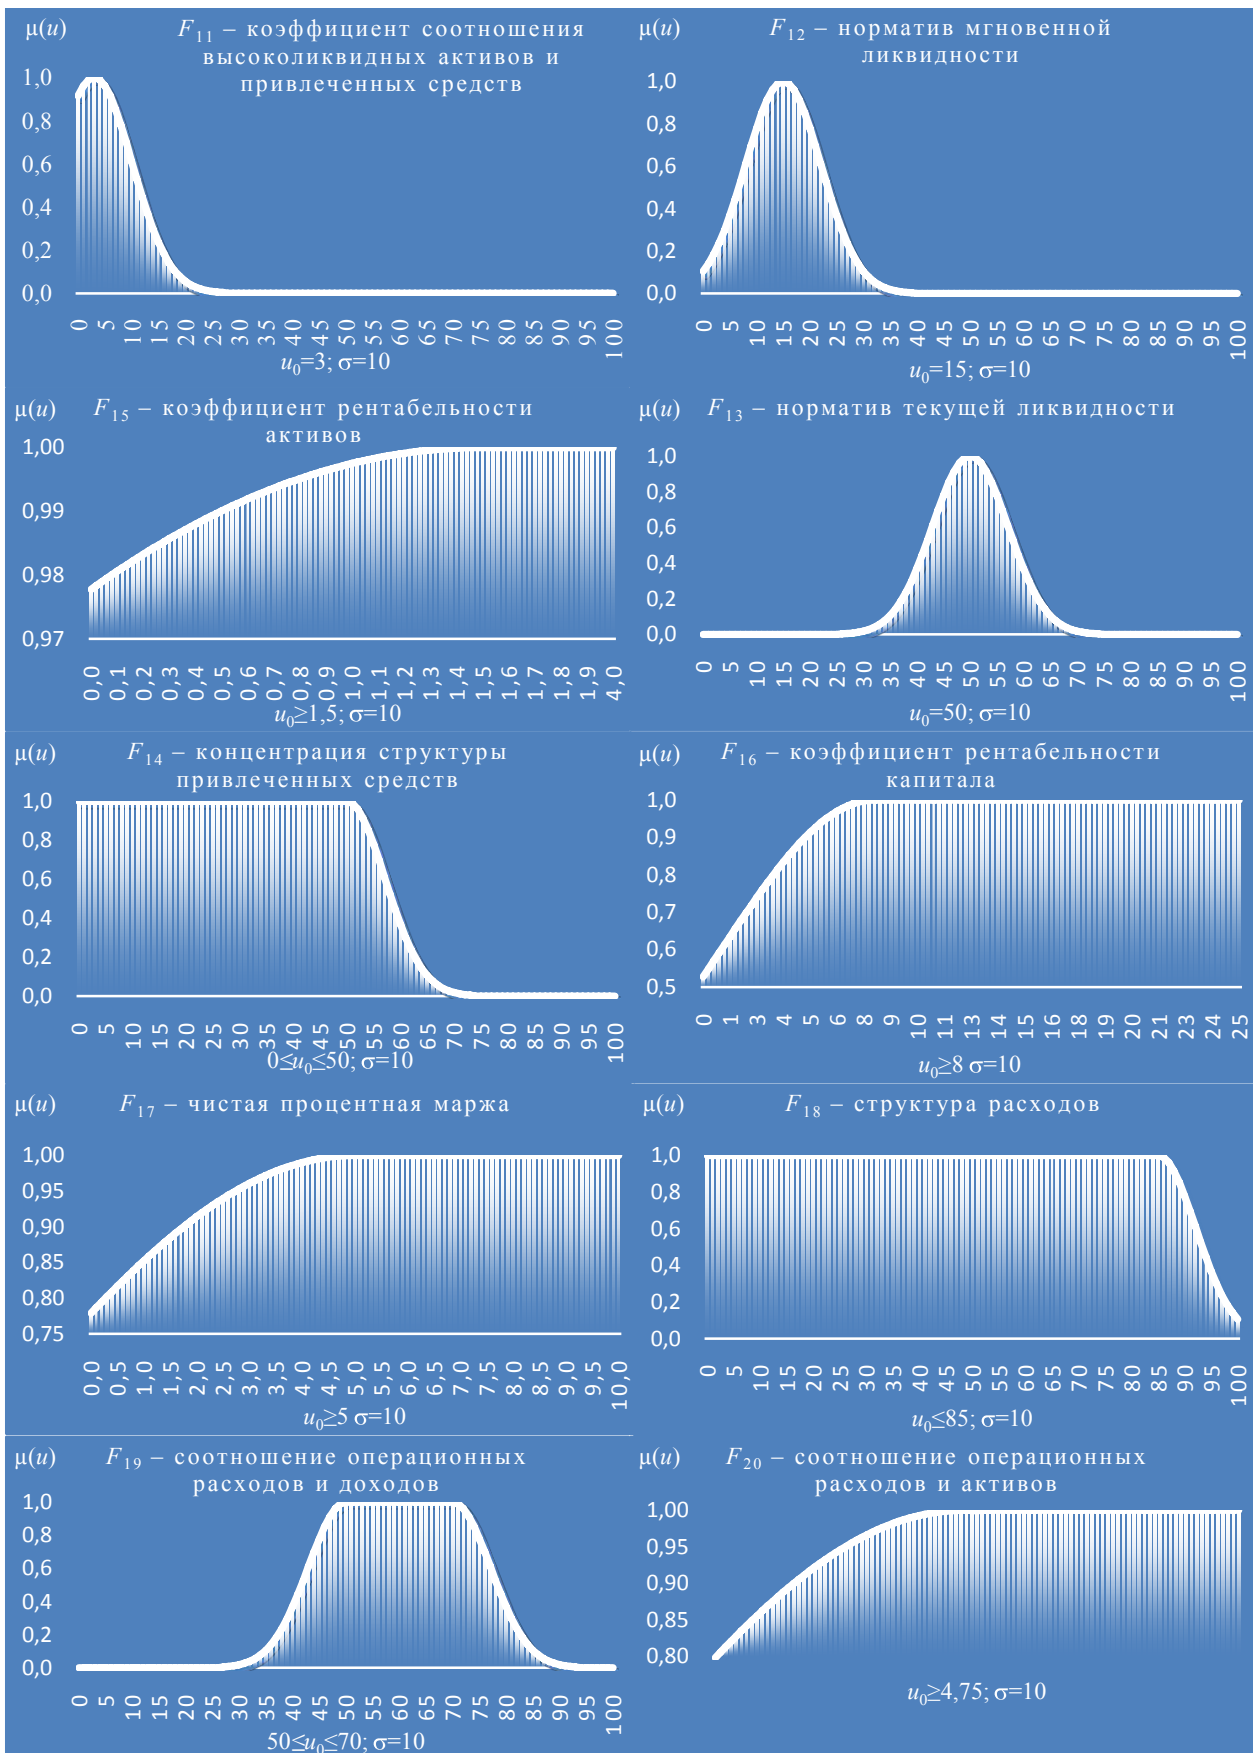 μ(u)
F11 – коэффициент соотношения
высоколиквидных активов и
привлеченных средств
1,0
0,8
0,6
0,4
0,2
0,0
0 5 10 15 20 25 30 35 40 45 50 55 60 65 70 75 80 85 90 95 100
u0=3; σ=10
μ(u)
F12 – норматив мгновенной
ликвидности
1,0
0,8
0,6
0,4
0,2
0,0
0 5 10 15 20 25 30 35 40 45 50 55 60 65 70 75 80 85 90 95 100
u0=15; σ=10
μ(u)
F15 – коэффициент рентабельности
активов
1,00
0,99
0,98
0,97
0,0 0,1 0,2 0,3 0,4 0,5 0,6 0,7 0,8 0,9 1,0 1,1 1,2 1,3 1,4 1,5 1,6 1,7 1,8 1,9 4,0
u0≥1,5; σ=10
μ(u)
F13 – норматив текущей ликвидности
1,0
0,8
0,6
0,4
0,2
0,0
0 5 10 15 20 25 30 35 40 45 50 55 60 65 70 75 80 85 90 95 100
u0=50; σ=10
μ(u)
F14 – концентрация структуры
привлеченных средств
1,0
0,8
0,6
0,4
0,2
0,0
0 5 10 15 20 25 30 35 40 45 50 55 60 65 70 75 80 85 90 95 100
0≤u0≤50; σ=10
μ(u)
F16 – коэффициент рентабельности
капитала
1,0
0,9
0,8
0,7
0,6
0,5
0 1 3 4 5 6 8 9 10 11 13 14 15 16 18 19 20 21 23 24 25
u0≥8 σ=10
μ(u)
F17 – чистая процентная маржа
1,00
0,95
0,90
0,85
0,80
0,75
0,0 0,5 1,0 1,5 2,0 2,5 3,0 3,5 4,0 4,5 5,0 5,5 6,0 6,5 7,0 7,5 8,0 8,5 9,0 9,5 10,0
u0≥5 σ=10
μ(u)
F18 – структура расходов
1,0
0,8
0,6
0,4
0,2
0,0
0 5 10 15 20 25 30 35 40 45 50 55 60 65 70 75 80 85 90 95 100
u0≤85; σ=10
μ(u)
F19 – соотношение операционных
расходов и доходов
1,0
0,8
0,6
0,4
0,2
0,0
0 5 10 15 20 25 30 35 40 45 50 55 60 65 70 75 80 85 90 95 100
50≤u0≤70; σ=10
μ(u)
F20 – соотношение операционных
расходов и активов
1,00
0,95
0,90
0,85
0,80
u0≥4,75; σ=10